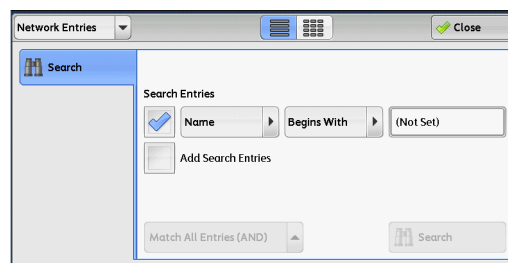 Network Entries
Close
Search
Search Entries
Name
Begins With
(Not Set)
Add Search Entries
Match All Entries (AND)
Search